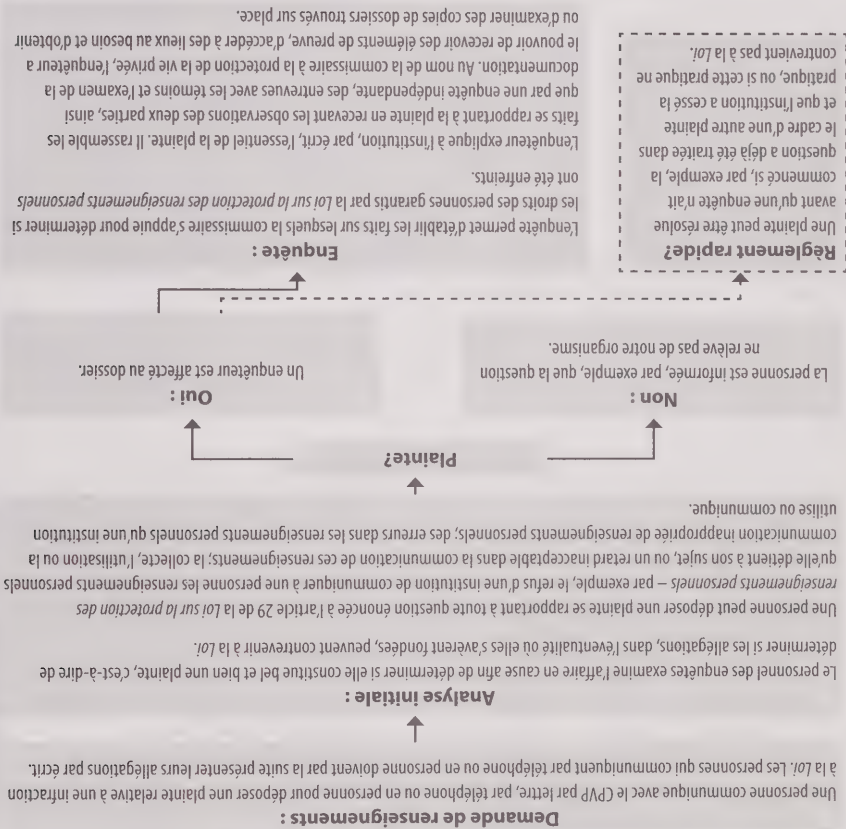 Demande de renseignements :
Une personne communique avec le CPVP par lettre, par téléphone ou en personne pour déposer une plainte relative à une infraction
à la Loi. Les personnes qui communiquent par téléphone ou en personne doivent par la suite présenter leurs allégations par écrit.
Analyse initiale :
Le personnel des enquêtes examine l'affaire en cause afin de déterminer si elle constitue bel et bien une plainte, c'est-à-dire de
déterminer si les allégations, dans l'éventualité où elles s'avèrent fondées, peuvent contrevenir à la Loi.
Une personne peut déposer une plainte se rapportant à toute question énoncée à l'article 29 de la Loi sur la protection des
renseignements personnels – par exemple, le refus d'une institution de communiquer à une personne les renseignements personnels
qu'elle détient à son sujet, ou un retard inacceptable dans la communication de ces renseignements; la collecte, l'utilisation ou la
communication inappropriée de renseignements personnels; des erreurs dans les renseignements personnels qu'une institution
utilise ou communique.
Plainte?
Non :
La personne est informée, par exemple, que la question
ne relève pas de notre organisme.
Oui :
Un enquêteur est affecté au dossier.
Règlement rapide?
Une plainte peut être résolue
avant qu'une enquête n'ait
commencé si, par exemple, la
question a déjà été traitée dans
le cadre d'une autre plainte
et que l'institution a cessé la
pratique, ou si cette pratique ne
contrevient pas à la Loi.
Enquête :
L'enquête permet d'établir les faits sur lesquels la commissaire s'appuie pour déterminer si
les droits des personnes garantis par la Loi sur la protection des renseignements personnels
ont été enfreints.
L'enquêteur explique à l'institution, par écrit, l'essentiel de la plainte. Il rassemble les
faits se rapportant à la plainte en recevant les observations des deux parties, ainsi
que par une enquête indépendante, des entrevues avec les témoins et l'examen de la
documentation. Au nom de la commissaire à la protection de la vie privée, l'enquêteur a
le pouvoir de recevoir des éléments de preuve, d'accéder à des lieux au besoin et d'obtenir
ou d'examiner des copies de dossiers trouvés sur place.